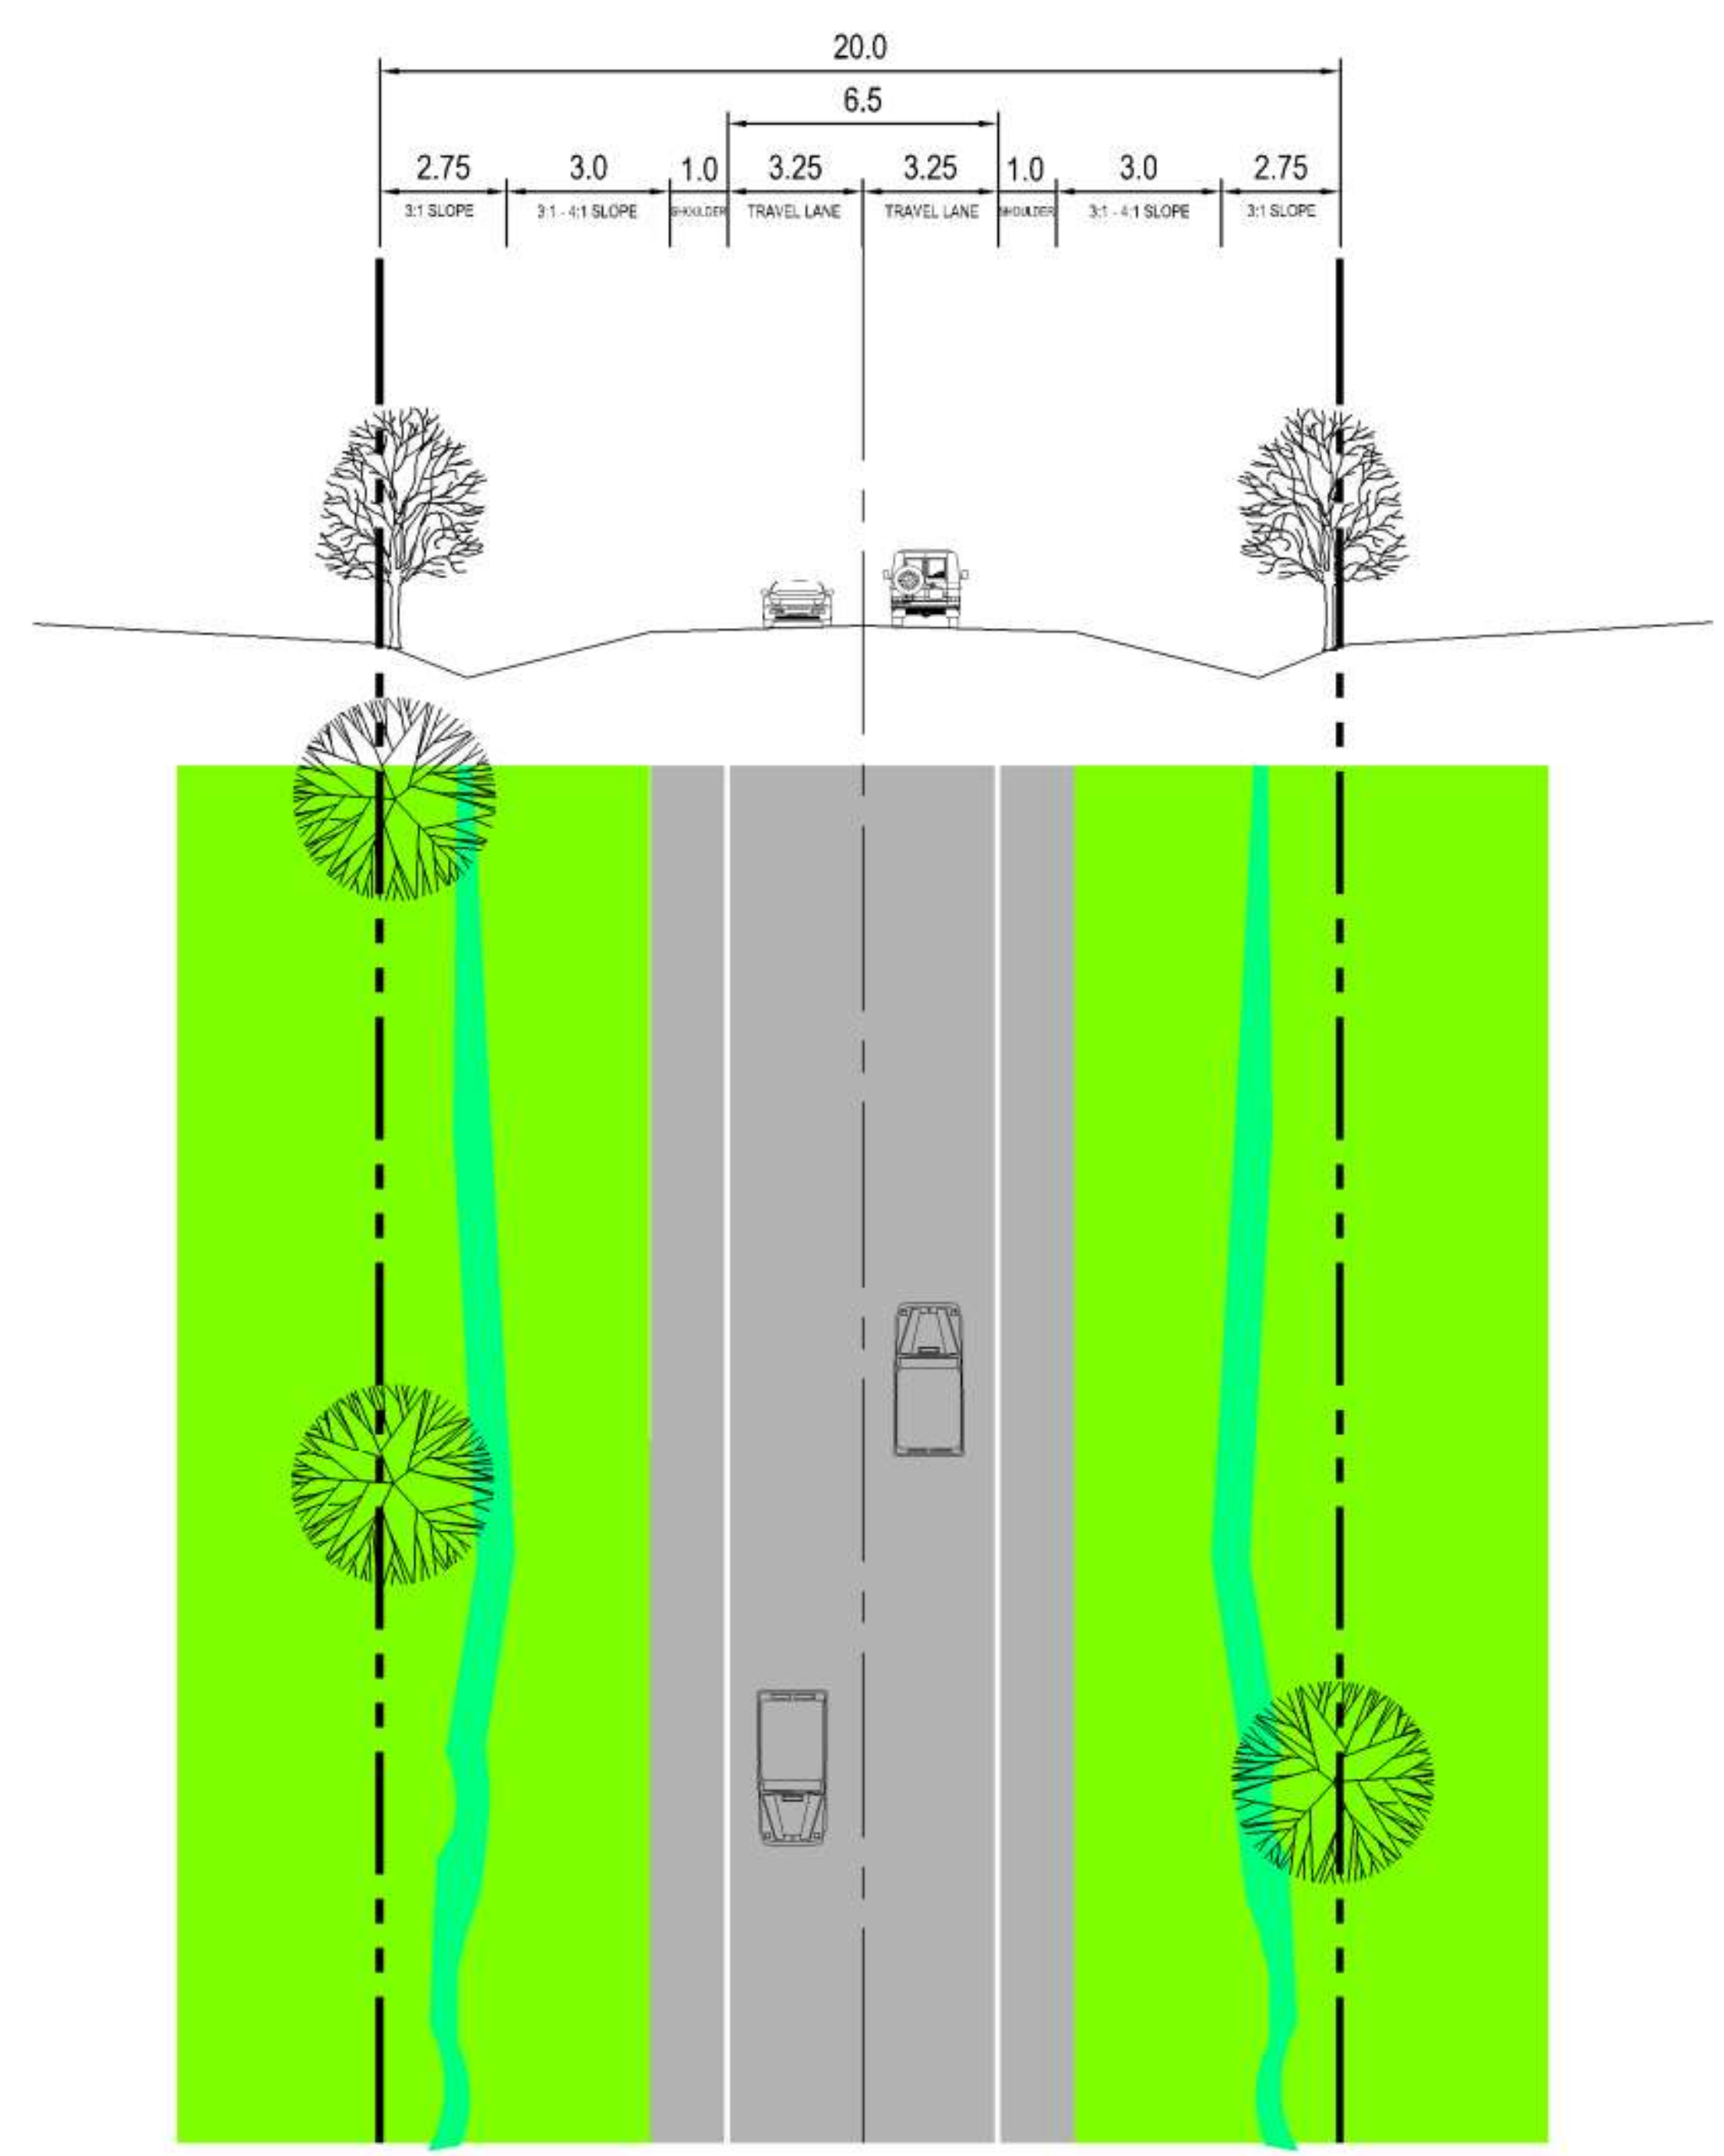 20.0
6.5
2.75 3.0 1.0 3.25 3.25 1.0 3.0 2.75
3:1 SLOPE 3:1 - 4:1 SLOPE SHOULDER TRAVEL LANE TRAVEL LANE SHOULDER 3:1 - 4:1 SLOPE 3:1 SLOPE